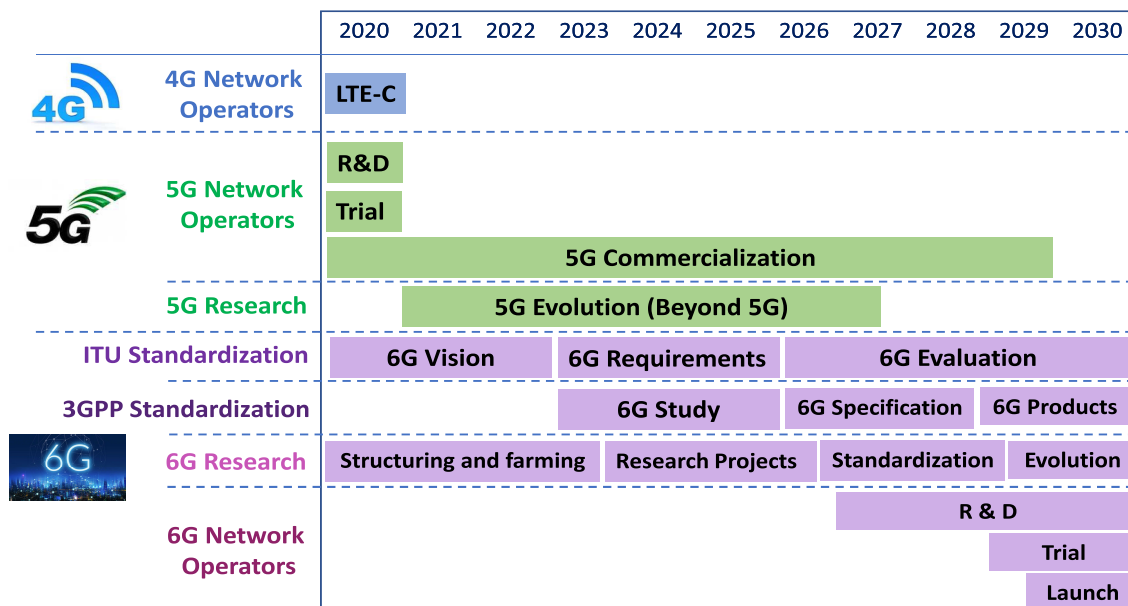 2020 2021 2022 2023 2024 2025 2026 2027 2028 2029 2030
4G
4G Network
Operators
LTE-C
5G
5G Network
Operators
R&D
Trial
5G Commercialization
5G Research
5G Evolution (Beyond 5G)
ITU Standardization
6G Vision
6G Requirements
6G Evaluation
3GPP Standardization
6G Study
6G Specification
6G Products
6G
6G Research
Structuring and farming
Research Projects
Standardization
Evolution
6G Network
Operators
R & D
Trial
Launch